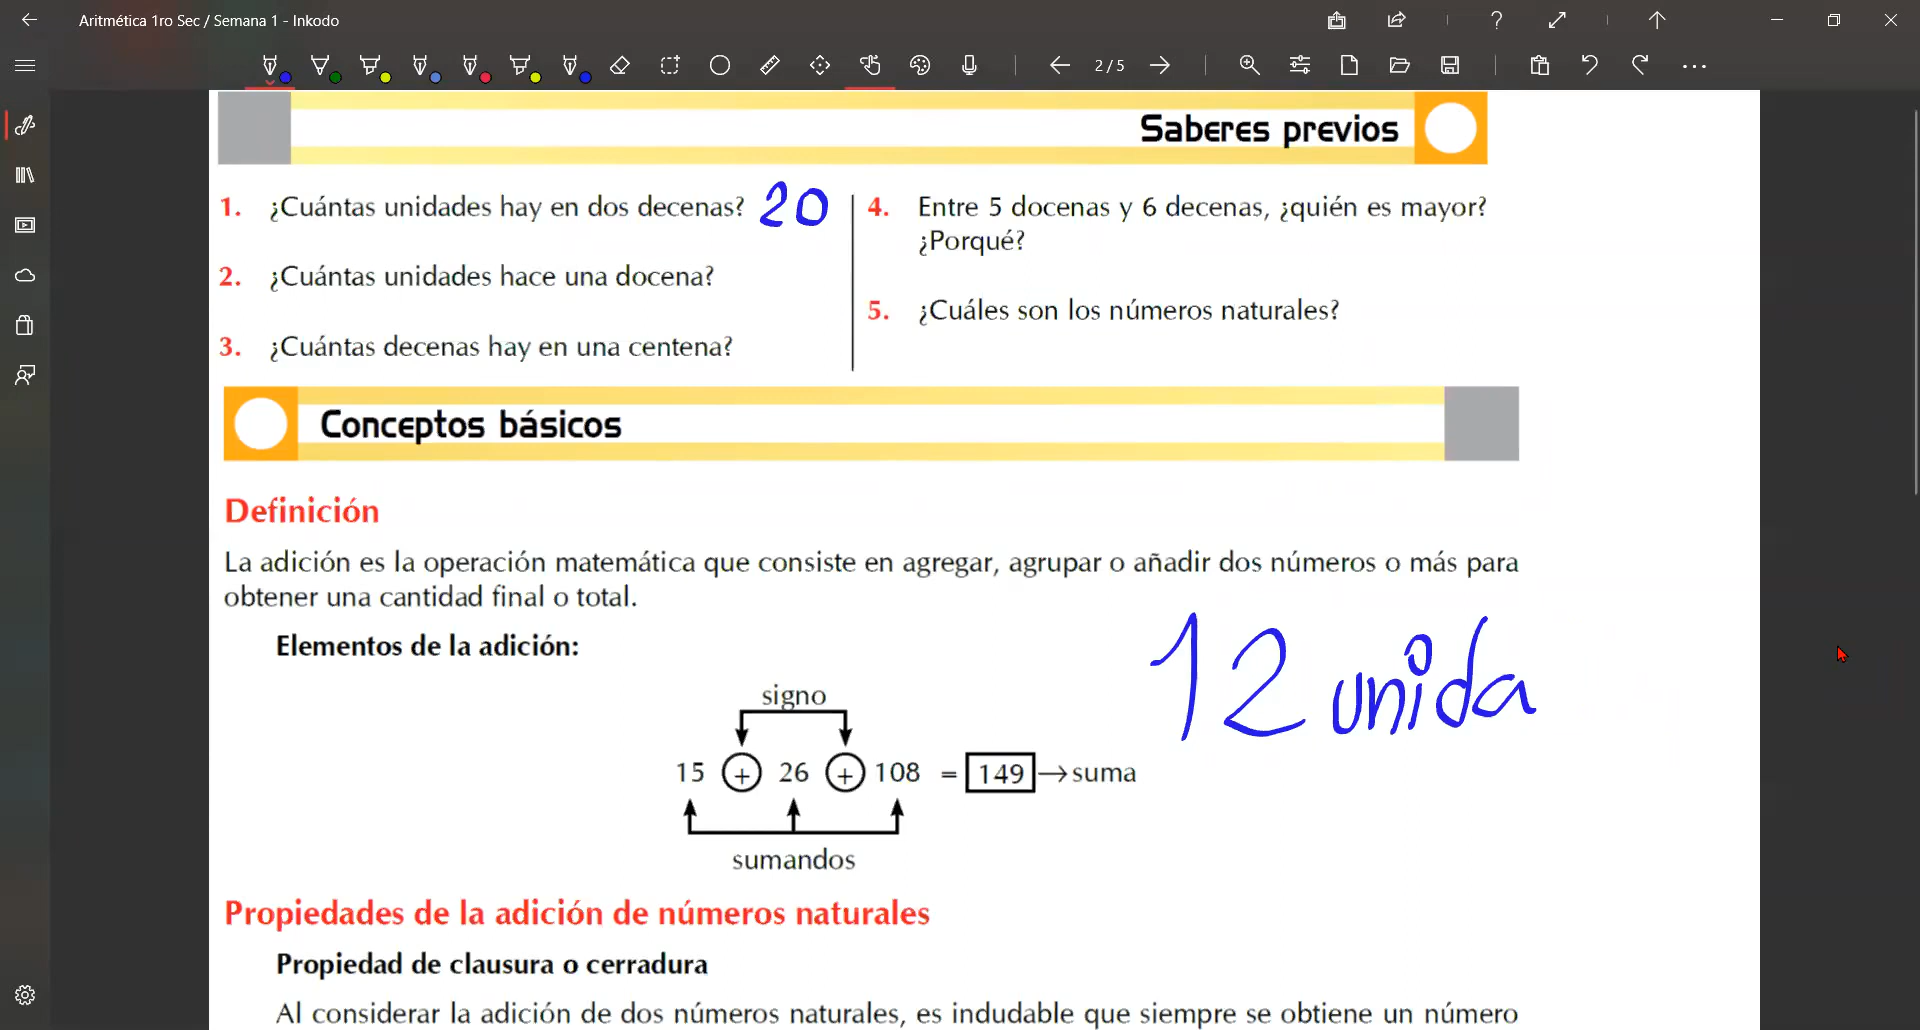 Aritmética 1ro Sec / Semana 1 - Inkodo
2 / 5
Saberes previos
1. ¿Cuántas unidades hay en dos decenas? 20
2. ¿Cuántas unidades hace una docena?
3. ¿Cuántas decenas hay en una centena?
4. Entre 5 docenas y 6 decenas, ¿quién es mayor?
¿Porqué?
5. ¿Cuáles son los números naturales?
Conceptos básicos
Definición
La adición es la operación matemática que consiste en agregar, agrupar o añadir dos números o más para
obtener una cantidad final o total.
Elementos de la adición:
12 unida
signo
15 + 26 + 108 = 149 → suma
sumandos
Propiedades de la adición de números naturales
Propiedad de clausura o cerradura
Al considerar la adición de dos números naturales, es indudable que siempre se obtiene un número